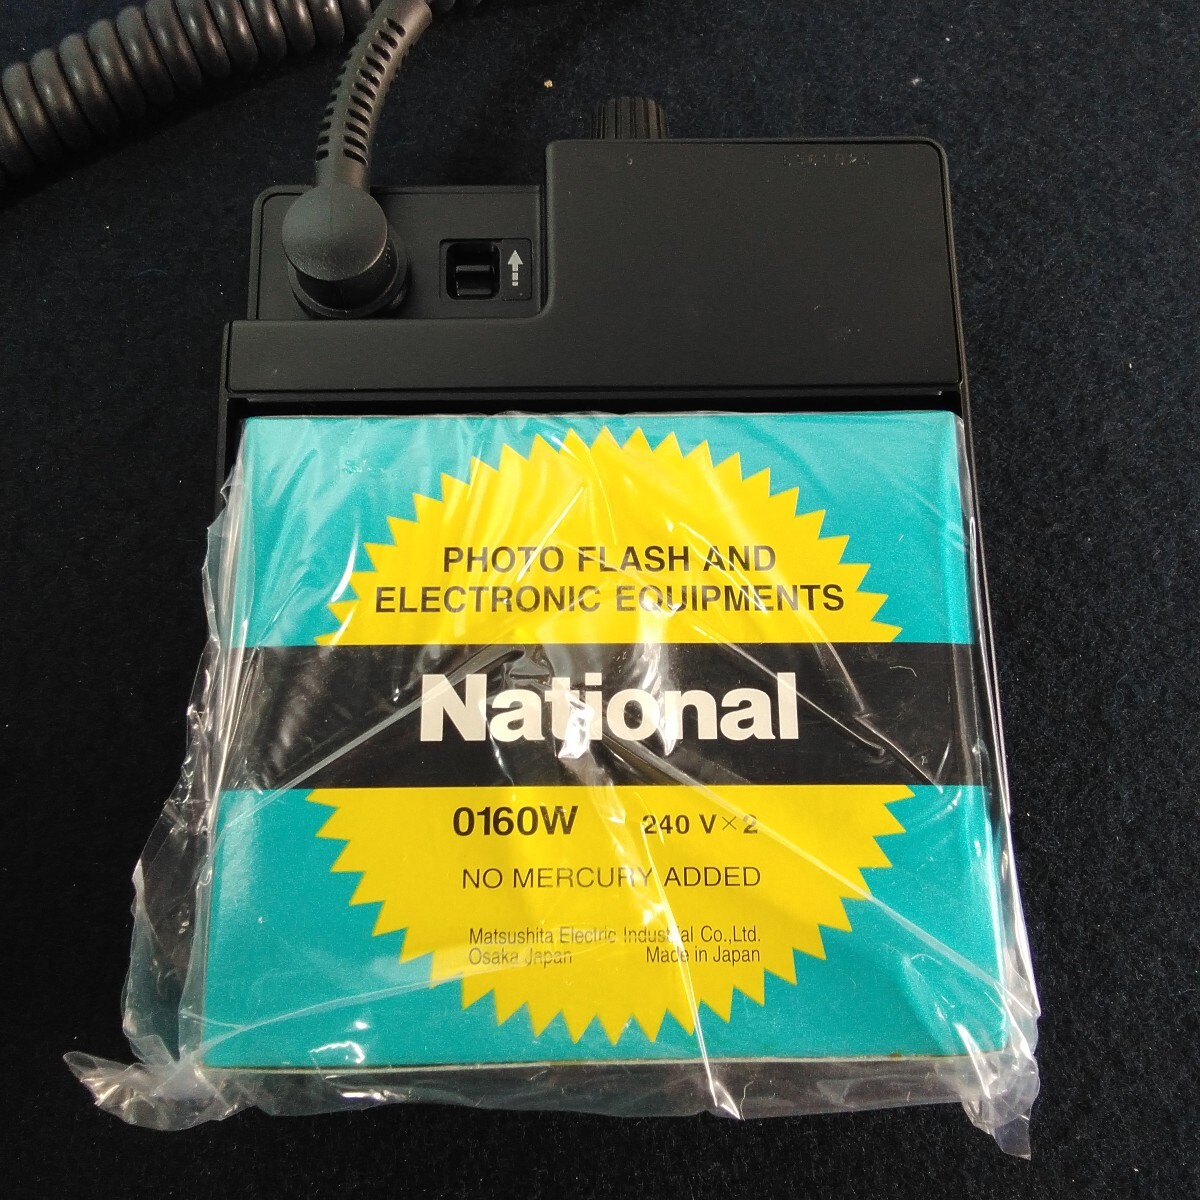 PHOTO FLASH AND
ELECTRONIC EQUIPMENTS
National
0160W 240 V×2
NO MERCURY ADDED
Matsushita Electric Industrial Co.,Ltd.
Osaka Japan Made in Japan